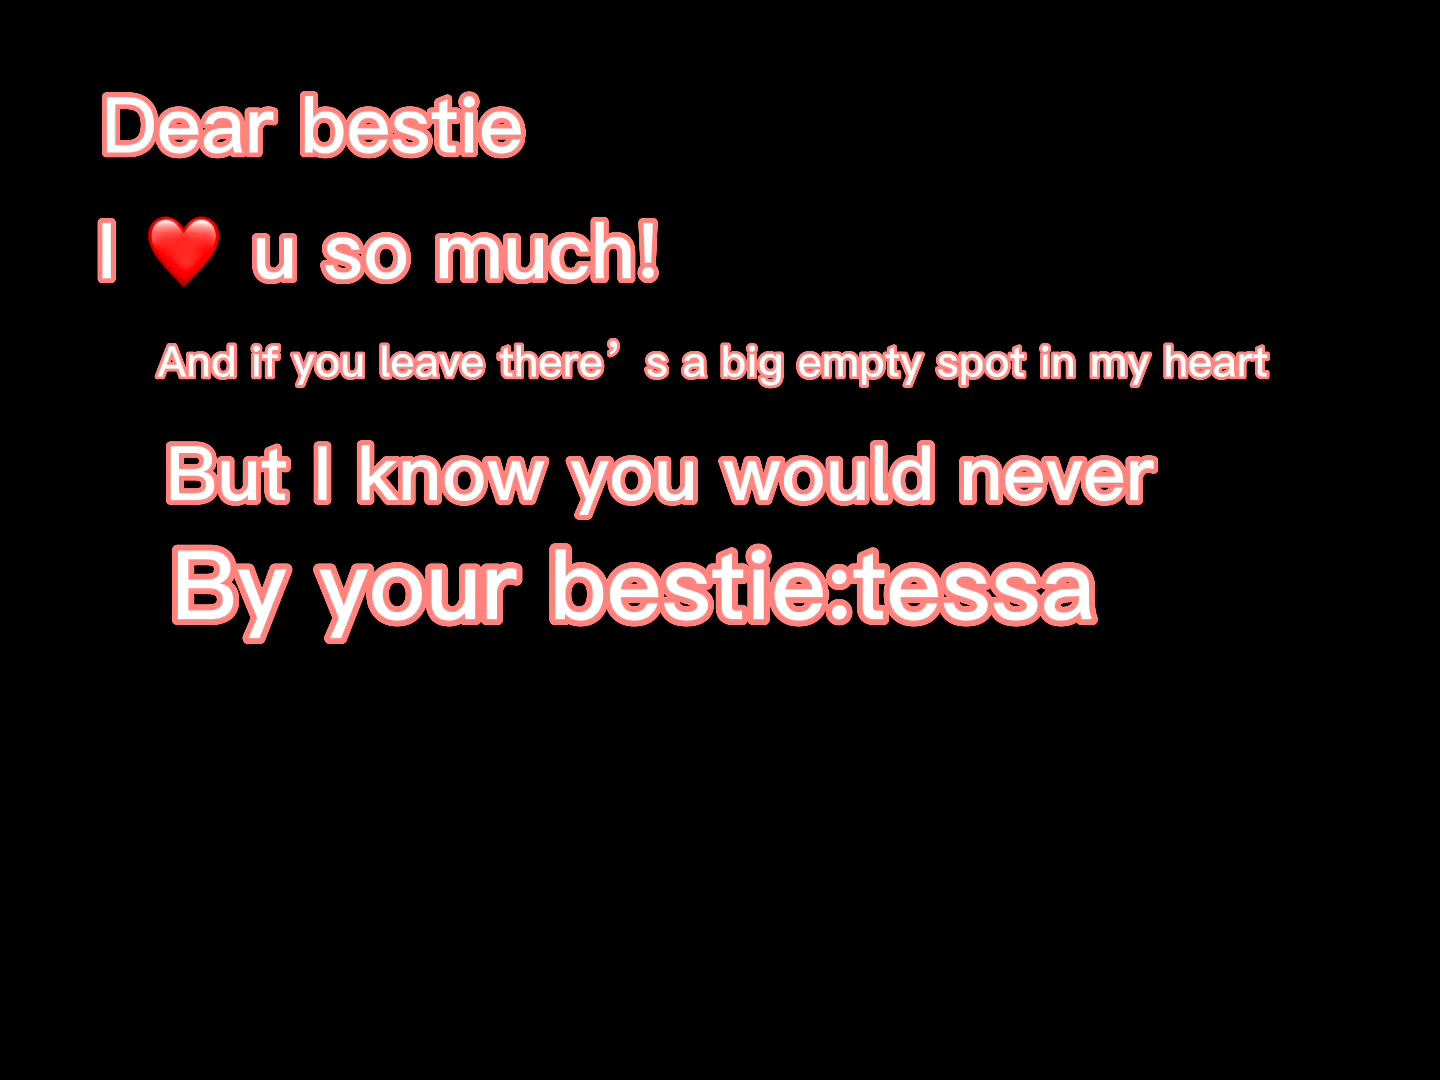 Dear bestie
I ❤️ u so much!
And if you leave there’s a big empty spot in my heart
But I know you would never
By your bestie:tessa